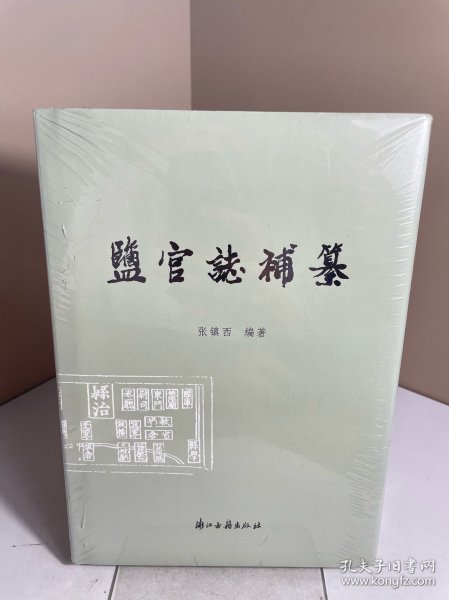 鹽官誌補纂
张镇西 编著
縣治
浙江古籍出版社
孔夫子旧书网
www.kongfz.com